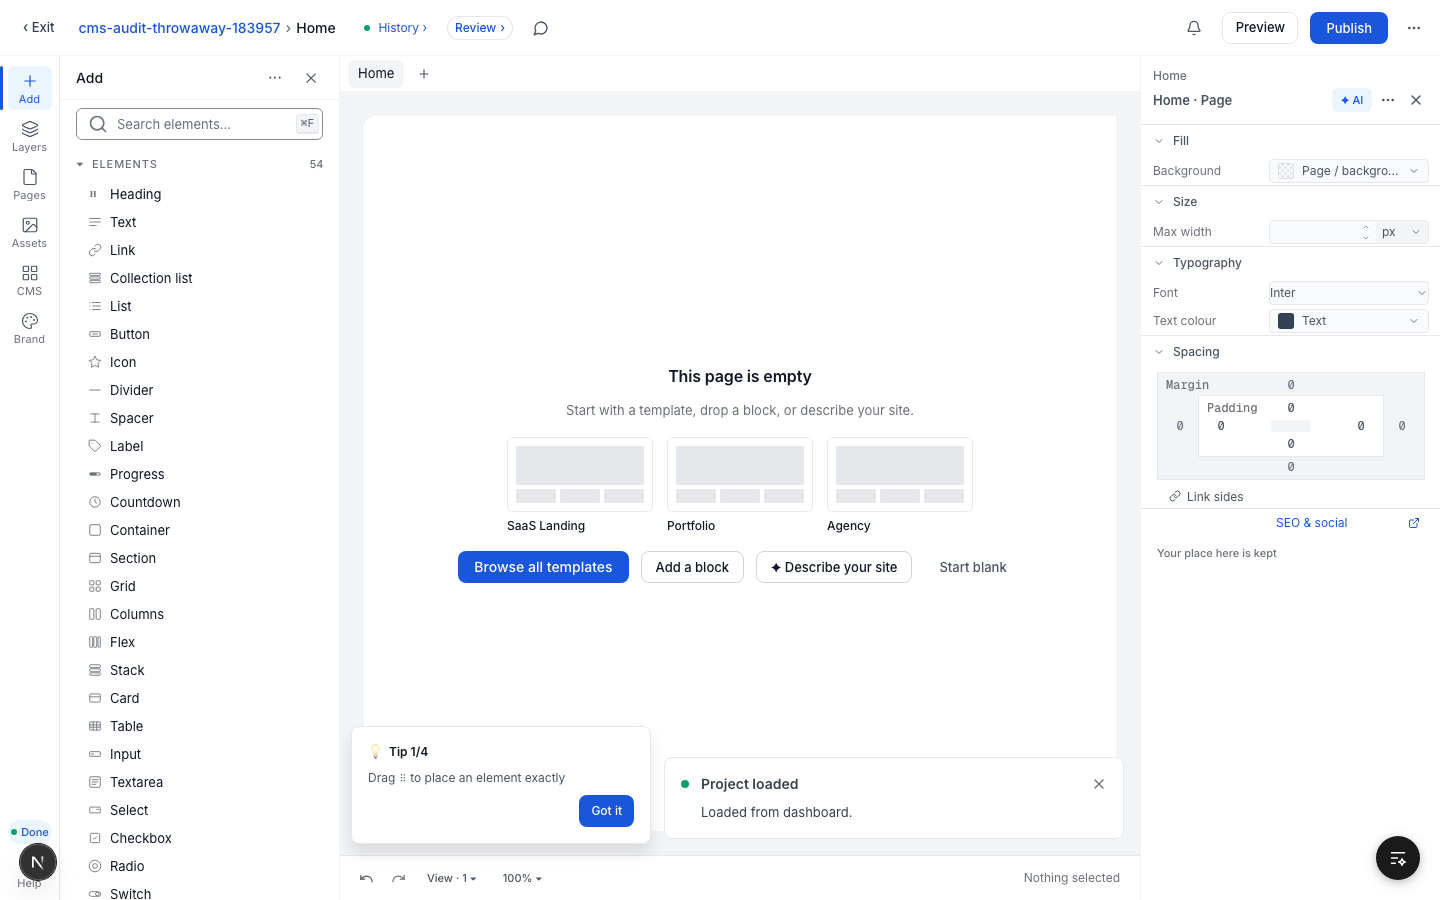 ‹ Exit
cms-audit-throwaway-183957 › Home
History ›
Review ›
Preview
Publish
Add
Layers
Pages
Assets
CMS
Brand
Done
N
Help
Add
Search elements...
⌘F
ELEMENTS
54
Heading
Text
Link
Collection list
List
Button
Icon
Divider
Spacer
Label
Progress
Countdown
Container
Section
Grid
Columns
Flex
Stack
Card
Table
Input
Textarea
Select
Checkbox
Radio
Switch
Home
This page is empty
Start with a template, drop a block, or describe your site.
SaaS Landing
Portfolio
Agency
Browse all templates
Add a block
Describe your site
Start blank
Tip 1/4
Drag ⠿ to place an element exactly
Got it
Project loaded
Loaded from dashboard.
View · 1
100%
Nothing selected
Home
Home · Page
AI
Fill
Background
Page / backgro...
Size
Max width
px
Typography
Font
Inter
Text colour
Text
Spacing
Margin
0
Padding
0
0
0
0
0
0
0
Link sides
SEO & social
Your place here is kept